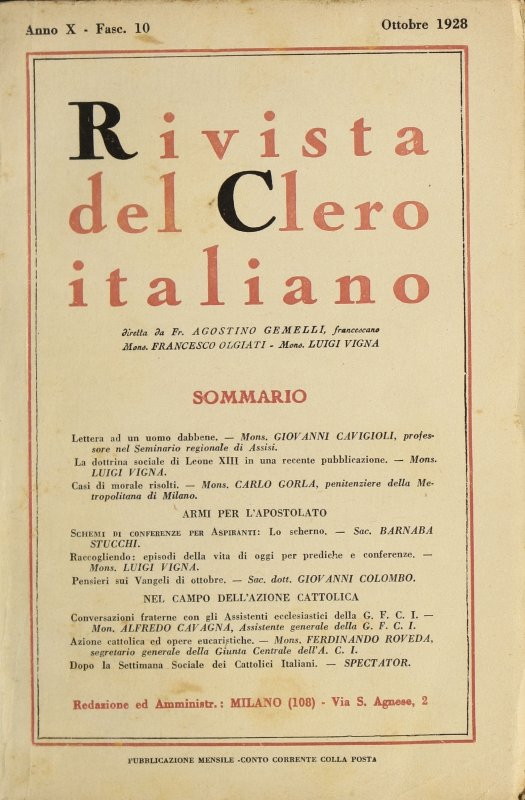 Anno X - Fasc. 10
Ottobre 1928
Rivista
del Clero
italiano
diretta da Fr. AGOSTINO GEMELLI, francescano
Mons. FRANCESCO OLGIATI - Mons. LUIGI VIGNA
SOMMARIO
Lettera ad un uomo dabbene. — Mons. GIOVANNI CAVIGIOLI, profes-
sore nel Seminario regionale di Assisi.
La dottrina sociale di Leone XIII in una recente pubblicazione. — Mons.
LUIGI VIGNA.
Casi di morale risolti. — Mons. CARLO GORLA, penitenziere della Me-
tropolitana di Milano.
ARMI PER L'APOSTOLATO
SCHEMI DI CONFERENZE PER ASPIRANTI: Lo scherno. — Sac. BARNABA
STUCCHI.
Raccogliendo: episodi della vita di oggi per prediche e conferenze. —
Mons. LUIGI VIGNA.
Pensieri sui Vangeli di ottobre. — Sac. dott. GIOVANNI COLOMBO.
NEL CAMPO DELL'AZIONE CATTOLICA
Conversazioni fraterne con gli Assistenti ecclesiastici della G. F. C. I. —
Mon. ALFREDO CAVAGNA, Assistente generale della G. F. C. I.
Azione cattolica ed opere eucaristiche. — Mons. FERDINANDO ROVEDA,
segretario generale della Giunta Centrale dell'A. C. I.
Dopo la Settimana Sociale dei Cattolici Italiani. — SPECTATOR.
Redazione ed Amministr.: MILANO (108) - Via S. Agnese, 2
PUBBLICAZIONE MENSILE - CONTO CORRENTE COLLA POSTA